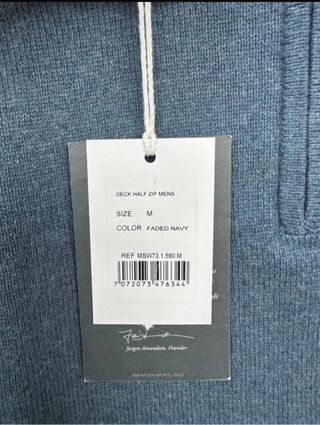 DECK HALF ZIP MENS
SIZE M
COLOR FADED NAVY
REF MSW73.1.590.M
7 072073 476344
Jørgen Amundsen, Founder
AMUNDSEN SPORTS, OSLO